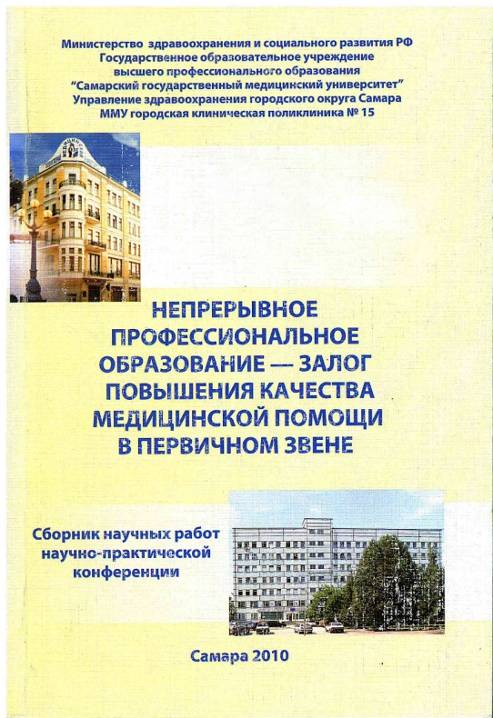 Министерство здравоохранения и социального развития РФ
Государственное образовательное учреждение
высшего профессионального образования
"Самарский государственный медицинский университет"
Управление здравоохранения городского округа Самара
ММУ городская клиническая поликлиника № 15
НЕПРЕРЫВНОЕ
ПРОФЕССИОНАЛЬНОЕ
ОБРАЗОВАНИЕ — ЗАЛОГ
ПОВЫШЕНИЯ КАЧЕСТВА
МЕДИЦИНСКОЙ ПОМОЩИ
В ПЕРВИЧНОМ ЗВЕНЕ
Сборник научных работ
научно-практической
конференции
Самара 2010